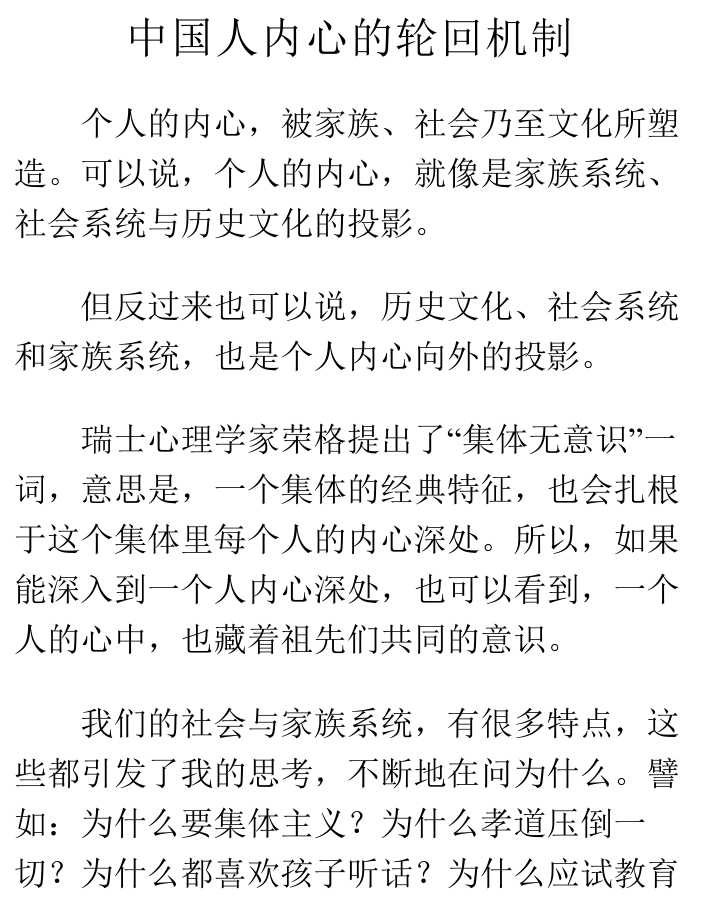 中国人内心的轮回机制
个人的内心，被家族、社会乃至文化所塑
造。可以说，个人的内心，就像是家族系统、
社会系统与历史文化的投影。
但反过来也可以说，历史文化、社会系统
和家族系统，也是个人内心向外的投影。
瑞士心理学家荣格提出了“集体无意识”一
词，意思是，一个集体的经典特征，也会扎根
于这个集体里每个人的内心深处。所以，如果
能深入到一个人内心深处，也可以看到，一个
人的心中，也藏着祖先们共同的意识。
我们的社会与家族系统，有很多特点，这
些都引发了我的思考，不断地在问为什么。譬
如：为什么要集体主义？为什么孝道压倒一
切？为什么都喜欢孩子听话？为什么应试教育